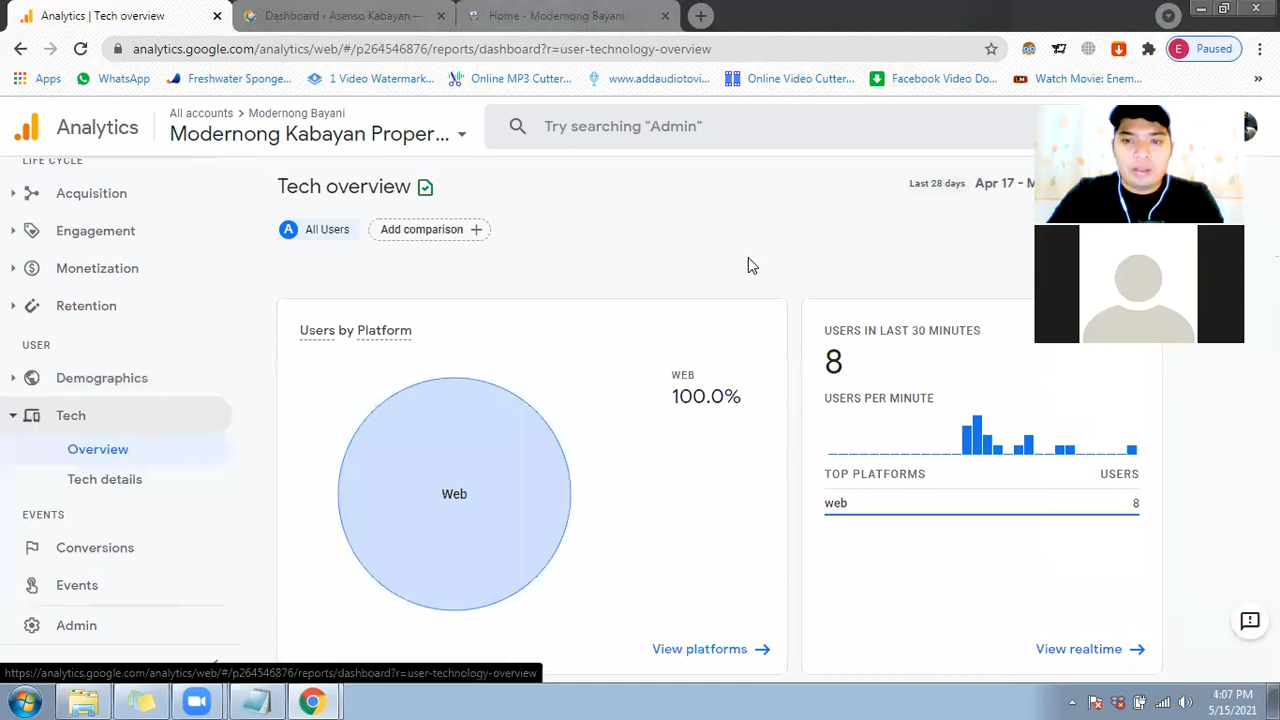 Analytics | Tech overview
Dashboard ‹ Asenso Kabayan —
Home - Modernong Bayani
analytics.google.com/analytics/web/#/p264546876/reports/dashboard?r=user-technology-overview
E Paused
Apps
WhatsApp
Freshwater Sponge...
1 Video Watermark...
Online MP3 Cutter...
www.addaudiotovi...
Online Video Cutter...
Facebook Video Do...
Watch Movie: Enem...
»
Analytics
All accounts > Modernong Bayani
Modernong Kabayan Proper...
Try searching "Admin"
LIFE CYCLE
Acquisition
Engagement
Monetization
Retention
USER
Demographics
Tech
Overview
Tech details
EVENTS
Conversions
Events
Admin
Tech overview
Last 28 days Apr 17 - M
A All Users
Add comparison +
Users by Platform
WEB
100.0%
Web
View platforms
USERS IN LAST 30 MINUTES
8
USERS PER MINUTE
TOP PLATFORMS USERS
web 8
View realtime
https://analytics.google.com/analytics/web/#/p264546876/reports/dashboard?r=user-technology-overview
4:07 PM
5/15/2021